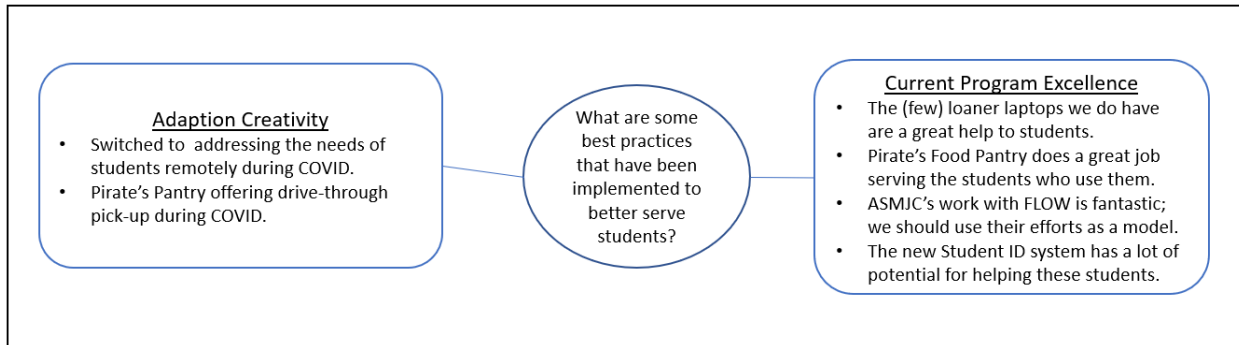 Adaption Creativity
• Switched to addressing the needs of
students remotely during COVID.
• Pirate's Pantry offering drive-through
pick-up during COVID.
What are some
best practices
that have been
implemented to
better serve
students?
Current Program Excellence
• The (few) loaner laptops we do have
are a great help to students.
• Pirate's Food Pantry does a great job
serving the students who use them.
• ASMJC's work with FLOW is fantastic;
we should use their efforts as a model.
• The new Student ID system has a lot of
potential for helping these students.